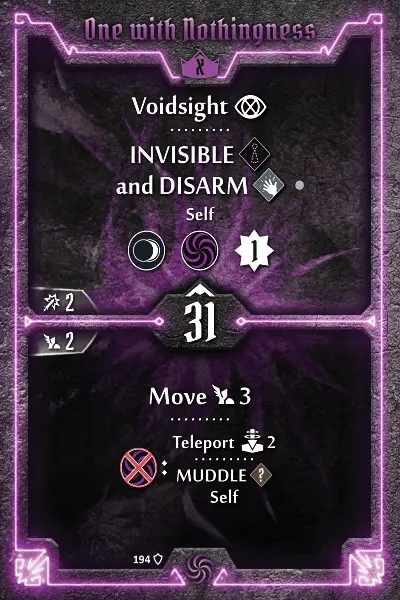 One with Nothingness
X
Voidsight
INVISIBLE
and DISARM
Self
1
2
31
2
Move 3
Teleport 2
:
MUDDLE ?
Self
194